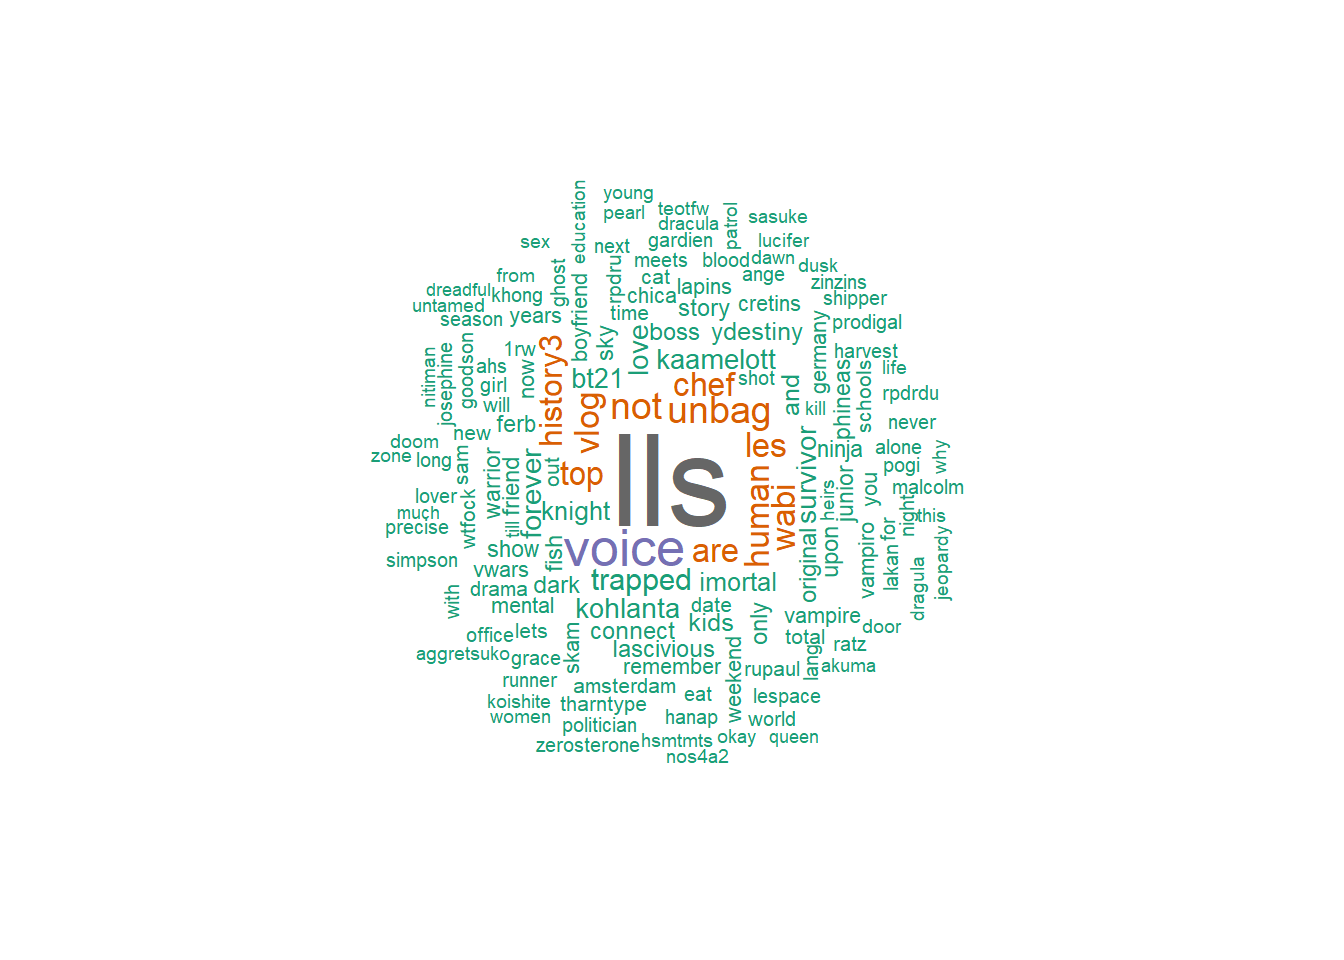 young
education
pearl
teotfw
dracula
patrol
sasuke
sex
next
gardien
lucifer
from
ghost
rpdru
meets
blood
dawn
dusk
dreadful
khong
cat
lapins
ange
zinzins
untamed
chica
cretins
shipper
season
years
boyfriend
time
story
prodigal
sky
love
boss
ydestiny
1rw
history3
kaamelott
germany
harvest
nitiman
josephine
goodson
ahs
now
bt21
chef
shot
and
phineas
schools
life
girl
will
vlog
not
unbag
kill
rpdrdu
ferb
never
doom
new
les
survivor
ninja
alone
why
zone
long
sam
out
top
lls
human
wabi
pogi
lover
warrior
friend
forever
heirs
junior
you
malcolm
much
wtfock
till
knight
night
this
precise
show
fish
voice
are
original
upon
vampiro
lakan
for
jeopardy
simpson
vwars
dragula
with
drama
dark
trapped
imortal
mental
kohlanta
date
only
vampire
office
lets
skam
connect
kids
total
door
aggretsuko
grace
lascivious
lang
ratz
runner
remember
weekend
rupaul
akuma
koishite
amsterdam
eat
lespace
women
tharntype
hanap
world
politician
zerosterone
hsmtmts
okay
queen
nos4a2